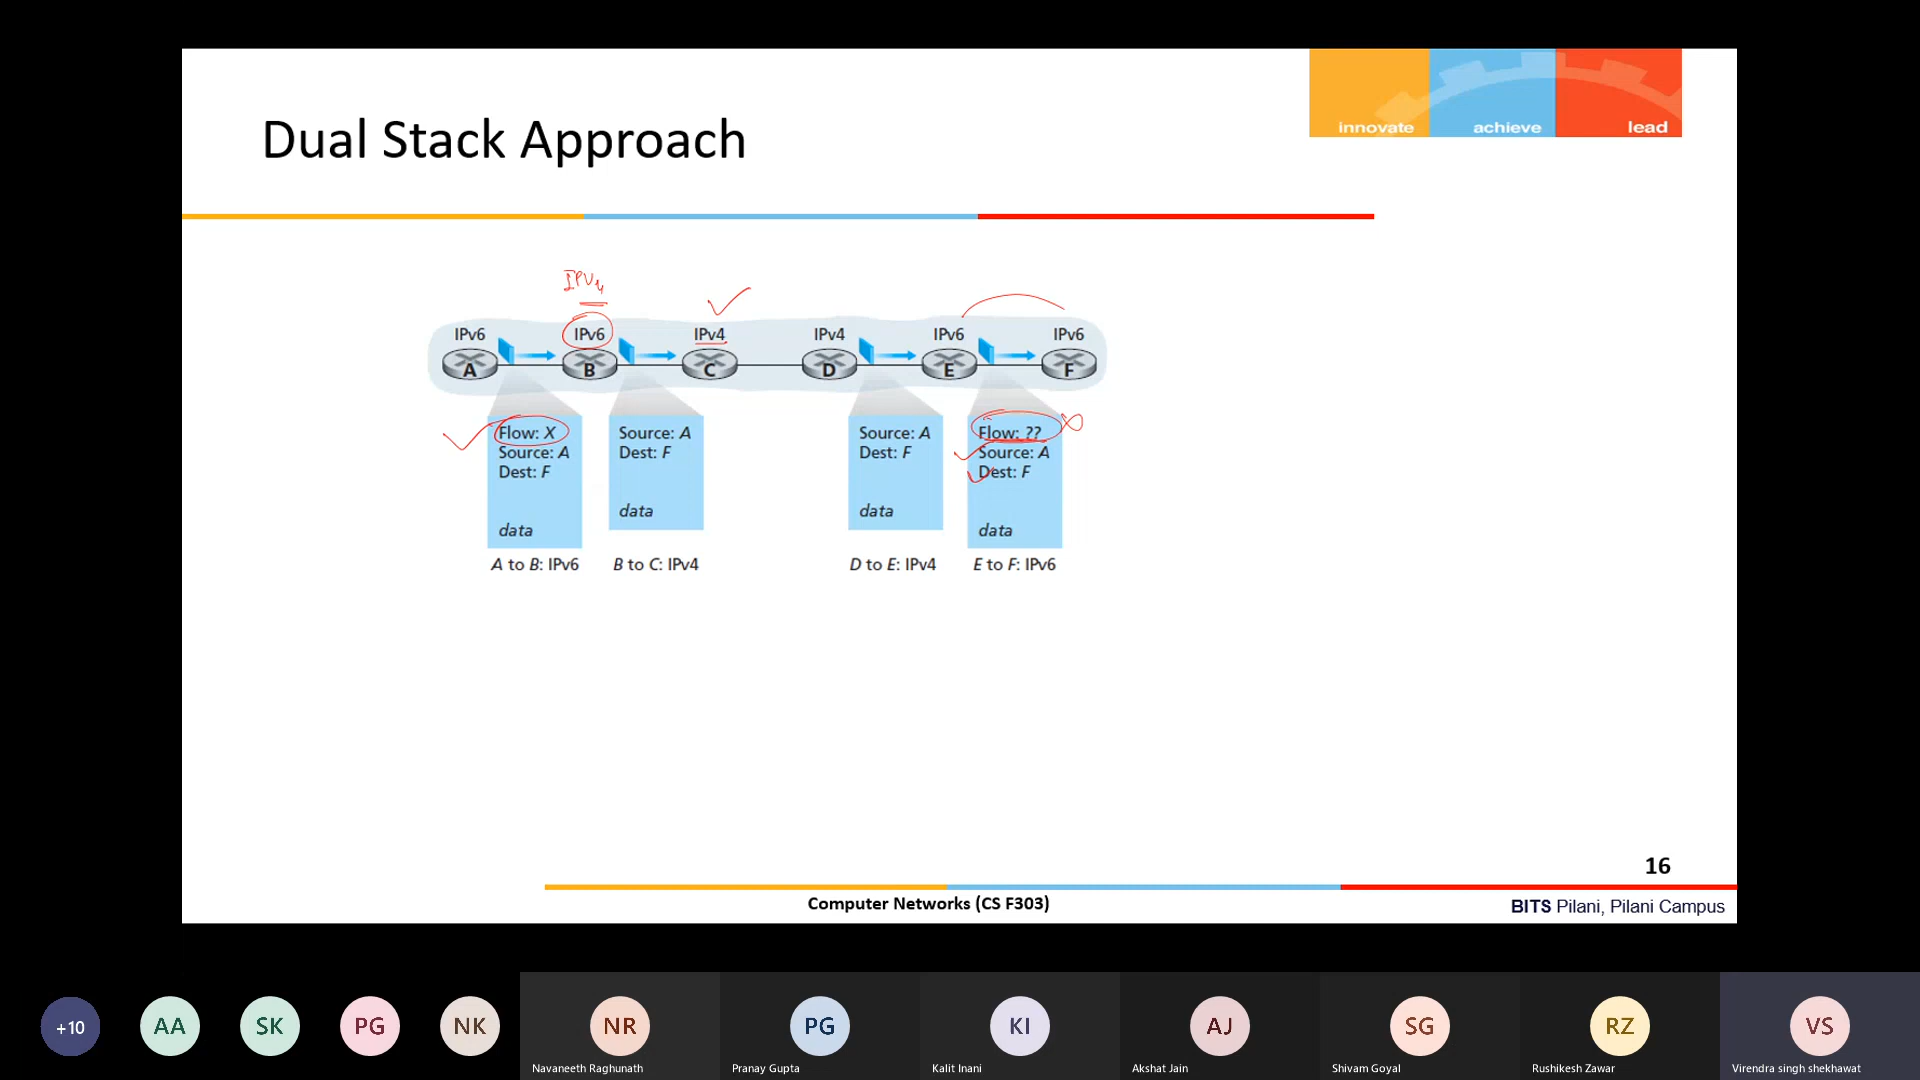 innovate achieve lead
Dual Stack Approach
IPv4
IPv6 IPv6 IPv4 IPv4 IPv6 IPv6
A B C D E F
Flow: X
Source: A
Dest: F
data
A to B: IPv6
Source: A
Dest: F
data
B to C: IPv4
Source: A
Dest: F
data
D to E: IPv4
Flow: ??
Source: A
Dest: F
data
E to F: IPv6
16
Computer Networks (CS F303)
BITS Pilani, Pilani Campus
+10 AA SK PG NK NR PG KI AJ SG RZ VS
Navaneeth Raghunath Pranay Gupta Kalit Inani Akshat Jain Shivam Goyal Rushikesh Zawar Virendra singh shekhawat